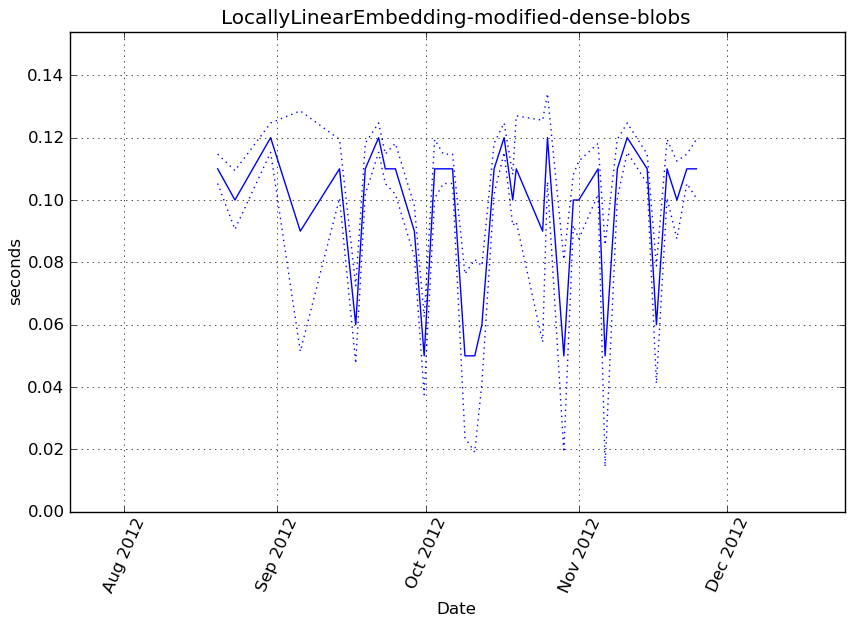 LocallyLinearEmbedding-modified-dense-blobs
seconds
0.14
0.12
0.10
0.08
0.06
0.04
0.02
0.00
Aug 2012
Sep 2012
Oct 2012
Nov 2012
Dec 2012
Date